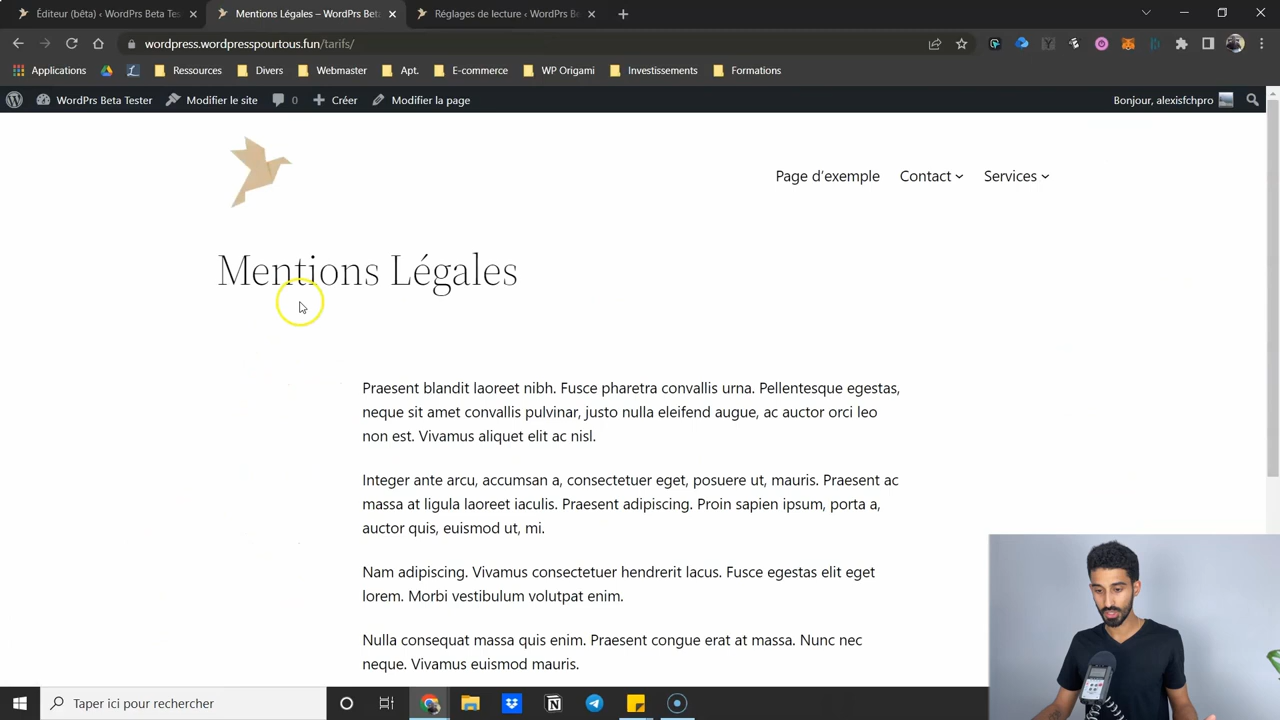 Éditeur (bêta) ‹ WordPrs Beta Tes
Mentions Légales – WordPrs Beta
Réglages de lecture ‹ WordPrs Be
wordpress.wordpresspourtous.fun/tarifs/
Applications
Ressources
Divers
Webmaster
Apt.
E-commerce
WP Origami
Investissements
Formations
WordPrs Beta Tester
Modifier le site
0
Créer
Modifier la page
Bonjour, alexisfchpro
Page d’exemple
Contact
Services
Mentions Légales
Praesent blandit laoreet nibh. Fusce pharetra convallis urna. Pellentesque egestas,
neque sit amet convallis pulvinar, justo nulla eleifend augue, ac auctor orci leo
non est. Vivamus aliquet elit ac nisl.
Integer ante arcu, accumsan a, consectetuer eget, posuere ut, mauris. Praesent ac
massa at ligula laoreet iaculis. Praesent adipiscing. Proin sapien ipsum, porta a,
auctor quis, euismod ut, mi.
Nam adipiscing. Vivamus consectetuer hendrerit lacus. Fusce egestas elit eget
lorem. Morbi vestibulum volutpat enim.
Nulla consequat massa quis enim. Praesent congue erat at massa. Nunc nec
neque. Vivamus euismod mauris.
Taper ici pour rechercher